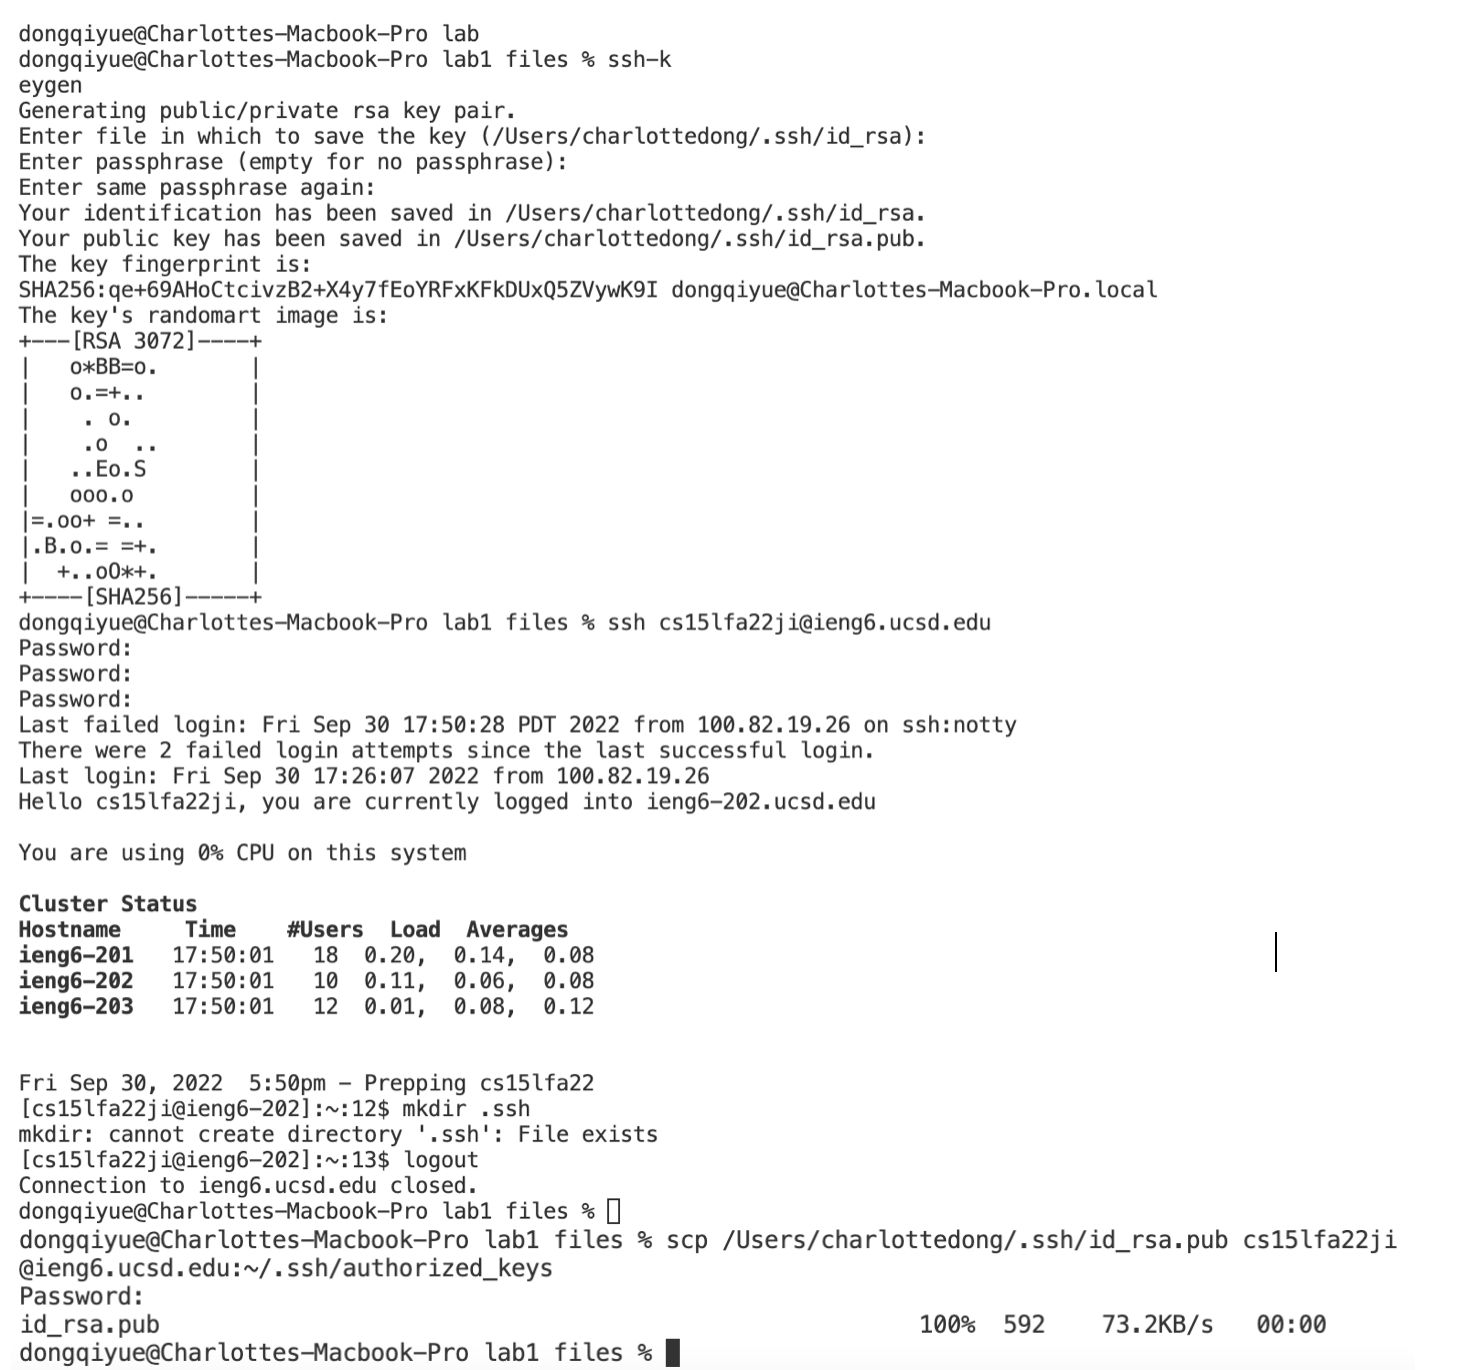 dongqiyue@Charlottes-Macbook-Pro lab
dongqiyue@Charlottes-Macbook-Pro lab1 files % ssh-k
eygen
Generating public/private rsa key pair.
Enter file in which to save the key (/Users/charlottedong/.ssh/id_rsa):
Enter passphrase (empty for no passphrase):
Enter same passphrase again:
Your identification has been saved in /Users/charlottedong/.ssh/id_rsa.
Your public key has been saved in /Users/charlottedong/.ssh/id_rsa.pub.
The key fingerprint is:
SHA256:qe+69AHoCtcivzB2+X4y7fEoYRFxKFkDUxQ5ZVywK9I dongqiyue@Charlottes-Macbook-Pro.local
The key's randomart image is:
+---[RSA 3072]----+
|   o*BB=o.       |
|   o.=+..        |
|    . o.         |
|    .o  ..       |
|   ..Eo.S        |
|   ooo.o         |
|=.oo+ =..        |
|.B.o.= =+.       |
|  +..oO*+.       |
+----[SHA256]-----+
dongqiyue@Charlottes-Macbook-Pro lab1 files % ssh cs15lfa22ji@ieng6.ucsd.edu
Password:
Password:
Password:
Last failed login: Fri Sep 30 17:50:28 PDT 2022 from 100.82.19.26 on ssh:notty
There were 2 failed login attempts since the last successful login.
Last login: Fri Sep 30 17:26:07 2022 from 100.82.19.26
Hello cs15lfa22ji, you are currently logged into ieng6-202.ucsd.edu
You are using 0% CPU on this system
Cluster Status
Hostname     Time    #Users  Load  Averages
ieng6-201   17:50:01   18  0.20,  0.14,  0.08
ieng6-202   17:50:01   10  0.11,  0.06,  0.08
ieng6-203   17:50:01   12  0.01,  0.08,  0.12
Fri Sep 30, 2022  5:50pm - Prepping cs15lfa22
[cs15lfa22ji@ieng6-202]:~:12$ mkdir .ssh
mkdir: cannot create directory '.ssh': File exists
[cs15lfa22ji@ieng6-202]:~:13$ logout
Connection to ieng6.ucsd.edu closed.
dongqiyue@Charlottes-Macbook-Pro lab1 files %
dongqiyue@Charlottes-Macbook-Pro lab1 files % scp /Users/charlottedong/.ssh/id_rsa.pub cs15lfa22ji
@ieng6.ucsd.edu:~/.ssh/authorized_keys
Password:
id_rsa.pub   100%  592   73.2KB/s   00:00
dongqiyue@Charlottes-Macbook-Pro lab1 files %